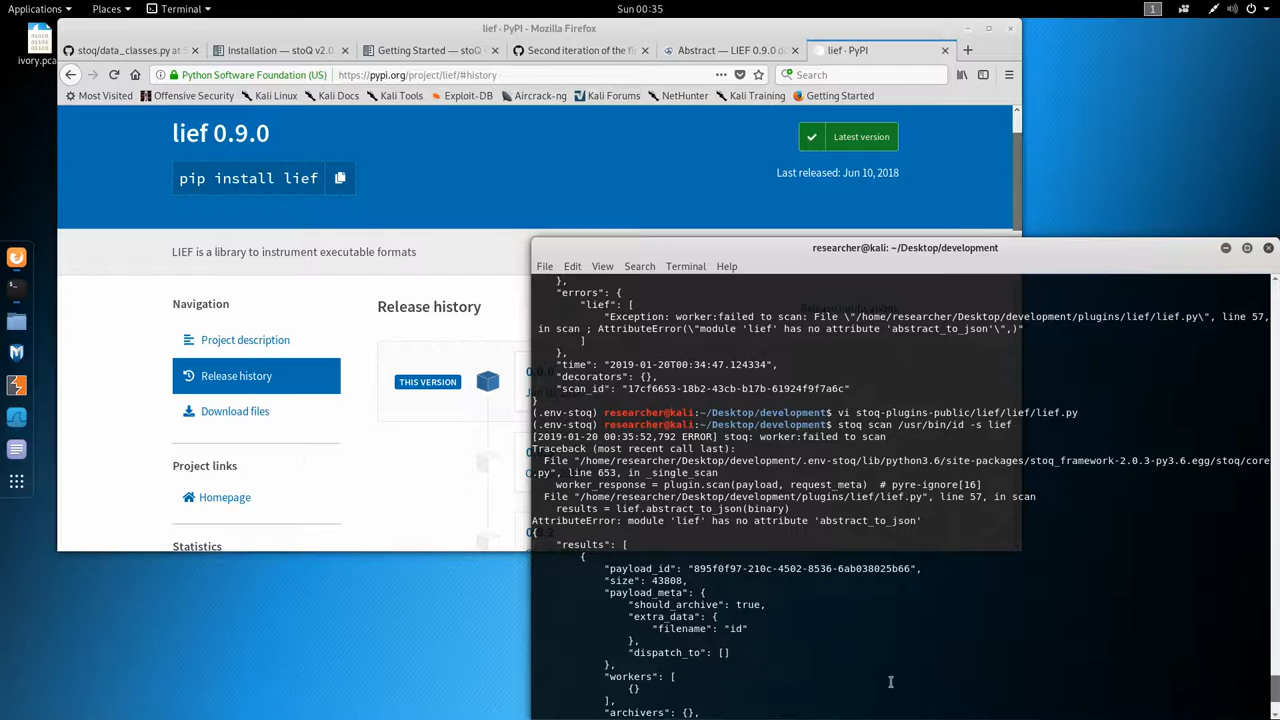 Applications
Places
Terminal
Sun 00:35
1
ivory.pca
lief · PyPI - Mozilla Firefox
stoq/data_classes.py at S
Installation — stoQ v2.0
Getting Started — stoQ
Second iteration of the fi
Abstract — LIEF 0.9.0 d
lief · PyPI
Python Software Foundation (US)
https://pypi.org/project/lief/#history
Search
Most Visited
Offensive Security
Kali Linux
Kali Docs
Kali Tools
Exploit-DB
Aircrack-ng
Kali Forums
NetHunter
Kali Training
Getting Started
lief 0.9.0
pip install lief
Latest version
Last released: Jun 10, 2018
LIEF is a library to instrument executable formats
Navigation
Project description
Release history
Download files
Project links
Homepage
Statistics
Release history
THIS VERSION
researcher@kali: ~/Desktop/development
File Edit View Search Terminal Help
},
"errors": {
"lief": [
"Exception: worker:failed to scan: File \"/home/researcher/Desktop/development/plugins/lief/lief.py\", line 57,
in scan ; AttributeError(\"module 'lief' has no attribute 'abstract_to_json'\",)"
]
},
"time": "2019-01-20T00:34:47.124334",
"decorators": {},
"scan_id": "17cf6653-18b2-43cb-b17b-61924f9f7a6c"
}
(.env-stoq) researcher@kali:~/Desktop/development$ vi stoq-plugins-public/lief/lief/lief.py
(.env-stoq) researcher@kali:~/Desktop/development$ stoq scan /usr/bin/id -s lief
[2019-01-20 00:35:52,792 ERROR] stoq: worker:failed to scan
Traceback (most recent call last):
File "/home/researcher/Desktop/development/.env-stoq/lib/python3.6/site-packages/stoq_framework-2.0.3-py3.6.egg/stoq/core
.py", line 653, in _single_scan
worker_response = plugin.scan(payload, request_meta)  # pyre-ignore[16]
File "/home/researcher/Desktop/development/plugins/lief/lief.py", line 57, in scan
results = lief.abstract_to_json(binary)
AttributeError: module 'lief' has no attribute 'abstract_to_json'
{
"results": [
{
"payload_id": "895f0f97-210c-4502-8536-6ab038025b66",
"size": 43808,
"payload_meta": {
"should_archive": true,
"extra_data": {
"filename": "id"
},
"dispatch_to": []
},
"workers": [
{}
],
"archivers": {},